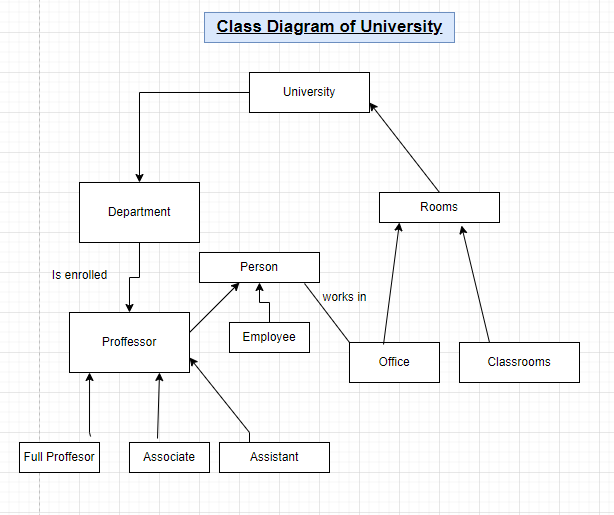 Class Diagram of University
University
Department
Rooms
Is enrolled
Person
works in
Proffessor
Employee
Office
Classrooms
Full Proffesor
Associate
Assistant